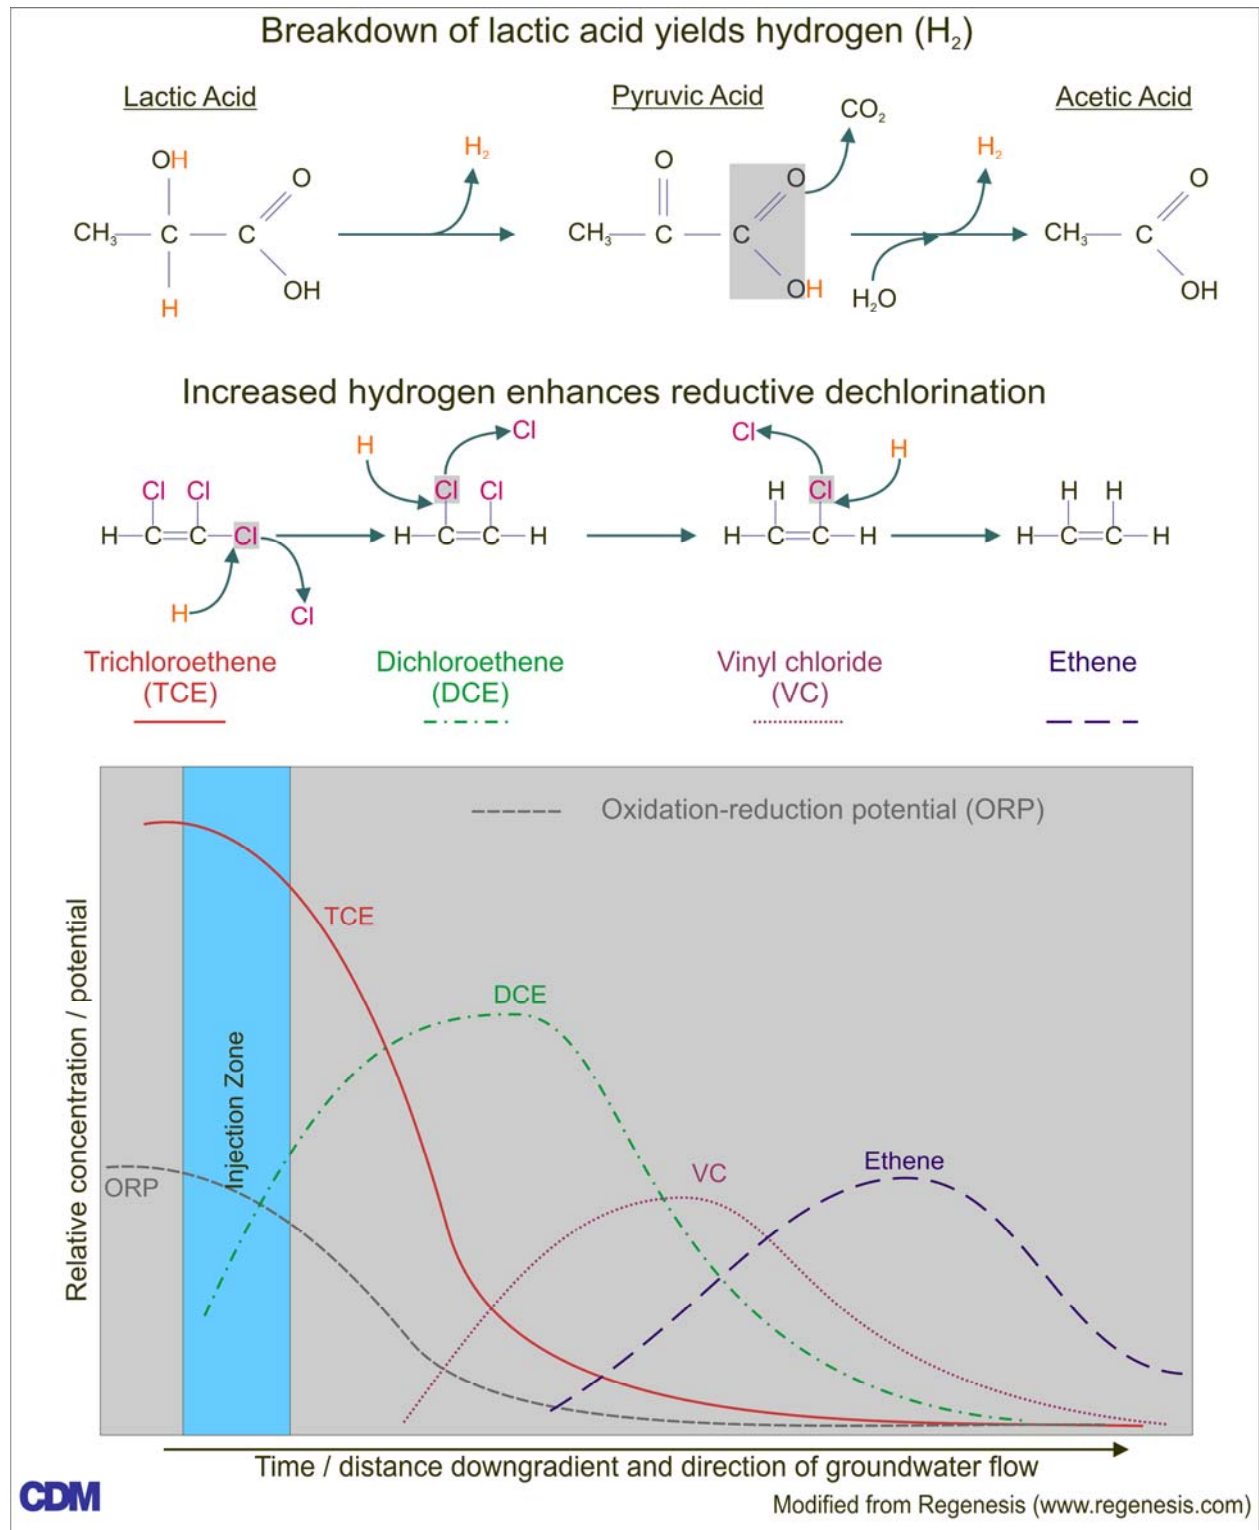 Breakdown of lactic acid yields hydrogen (H₂)
Lactic Acid
Pyruvic Acid
Acetic Acid
CO₂
OH
H₂
O
O
H₂
O
O
CH₃ C C
CH₃ C C
CH₃ C
H
OH
OH
H₂O
OH
Increased hydrogen enhances reductive dechlorination
H
Cl
Cl
H
Cl Cl
Cl Cl
H Cl
H H
H C C Cl
H C C H
H C C H
H C C H
H
Cl
Trichloroethene
(TCE)
Dichloroethene
(DCE)
Vinyl chloride
(VC)
Ethene
Oxidation-reduction potential (ORP)
TCE
DCE
VC
Ethene
ORP
Injection Zone
Relative concentration / potential
Time / distance downgradient and direction of groundwater flow
CDM
Modified from Regenesis (www.regenesis.com)